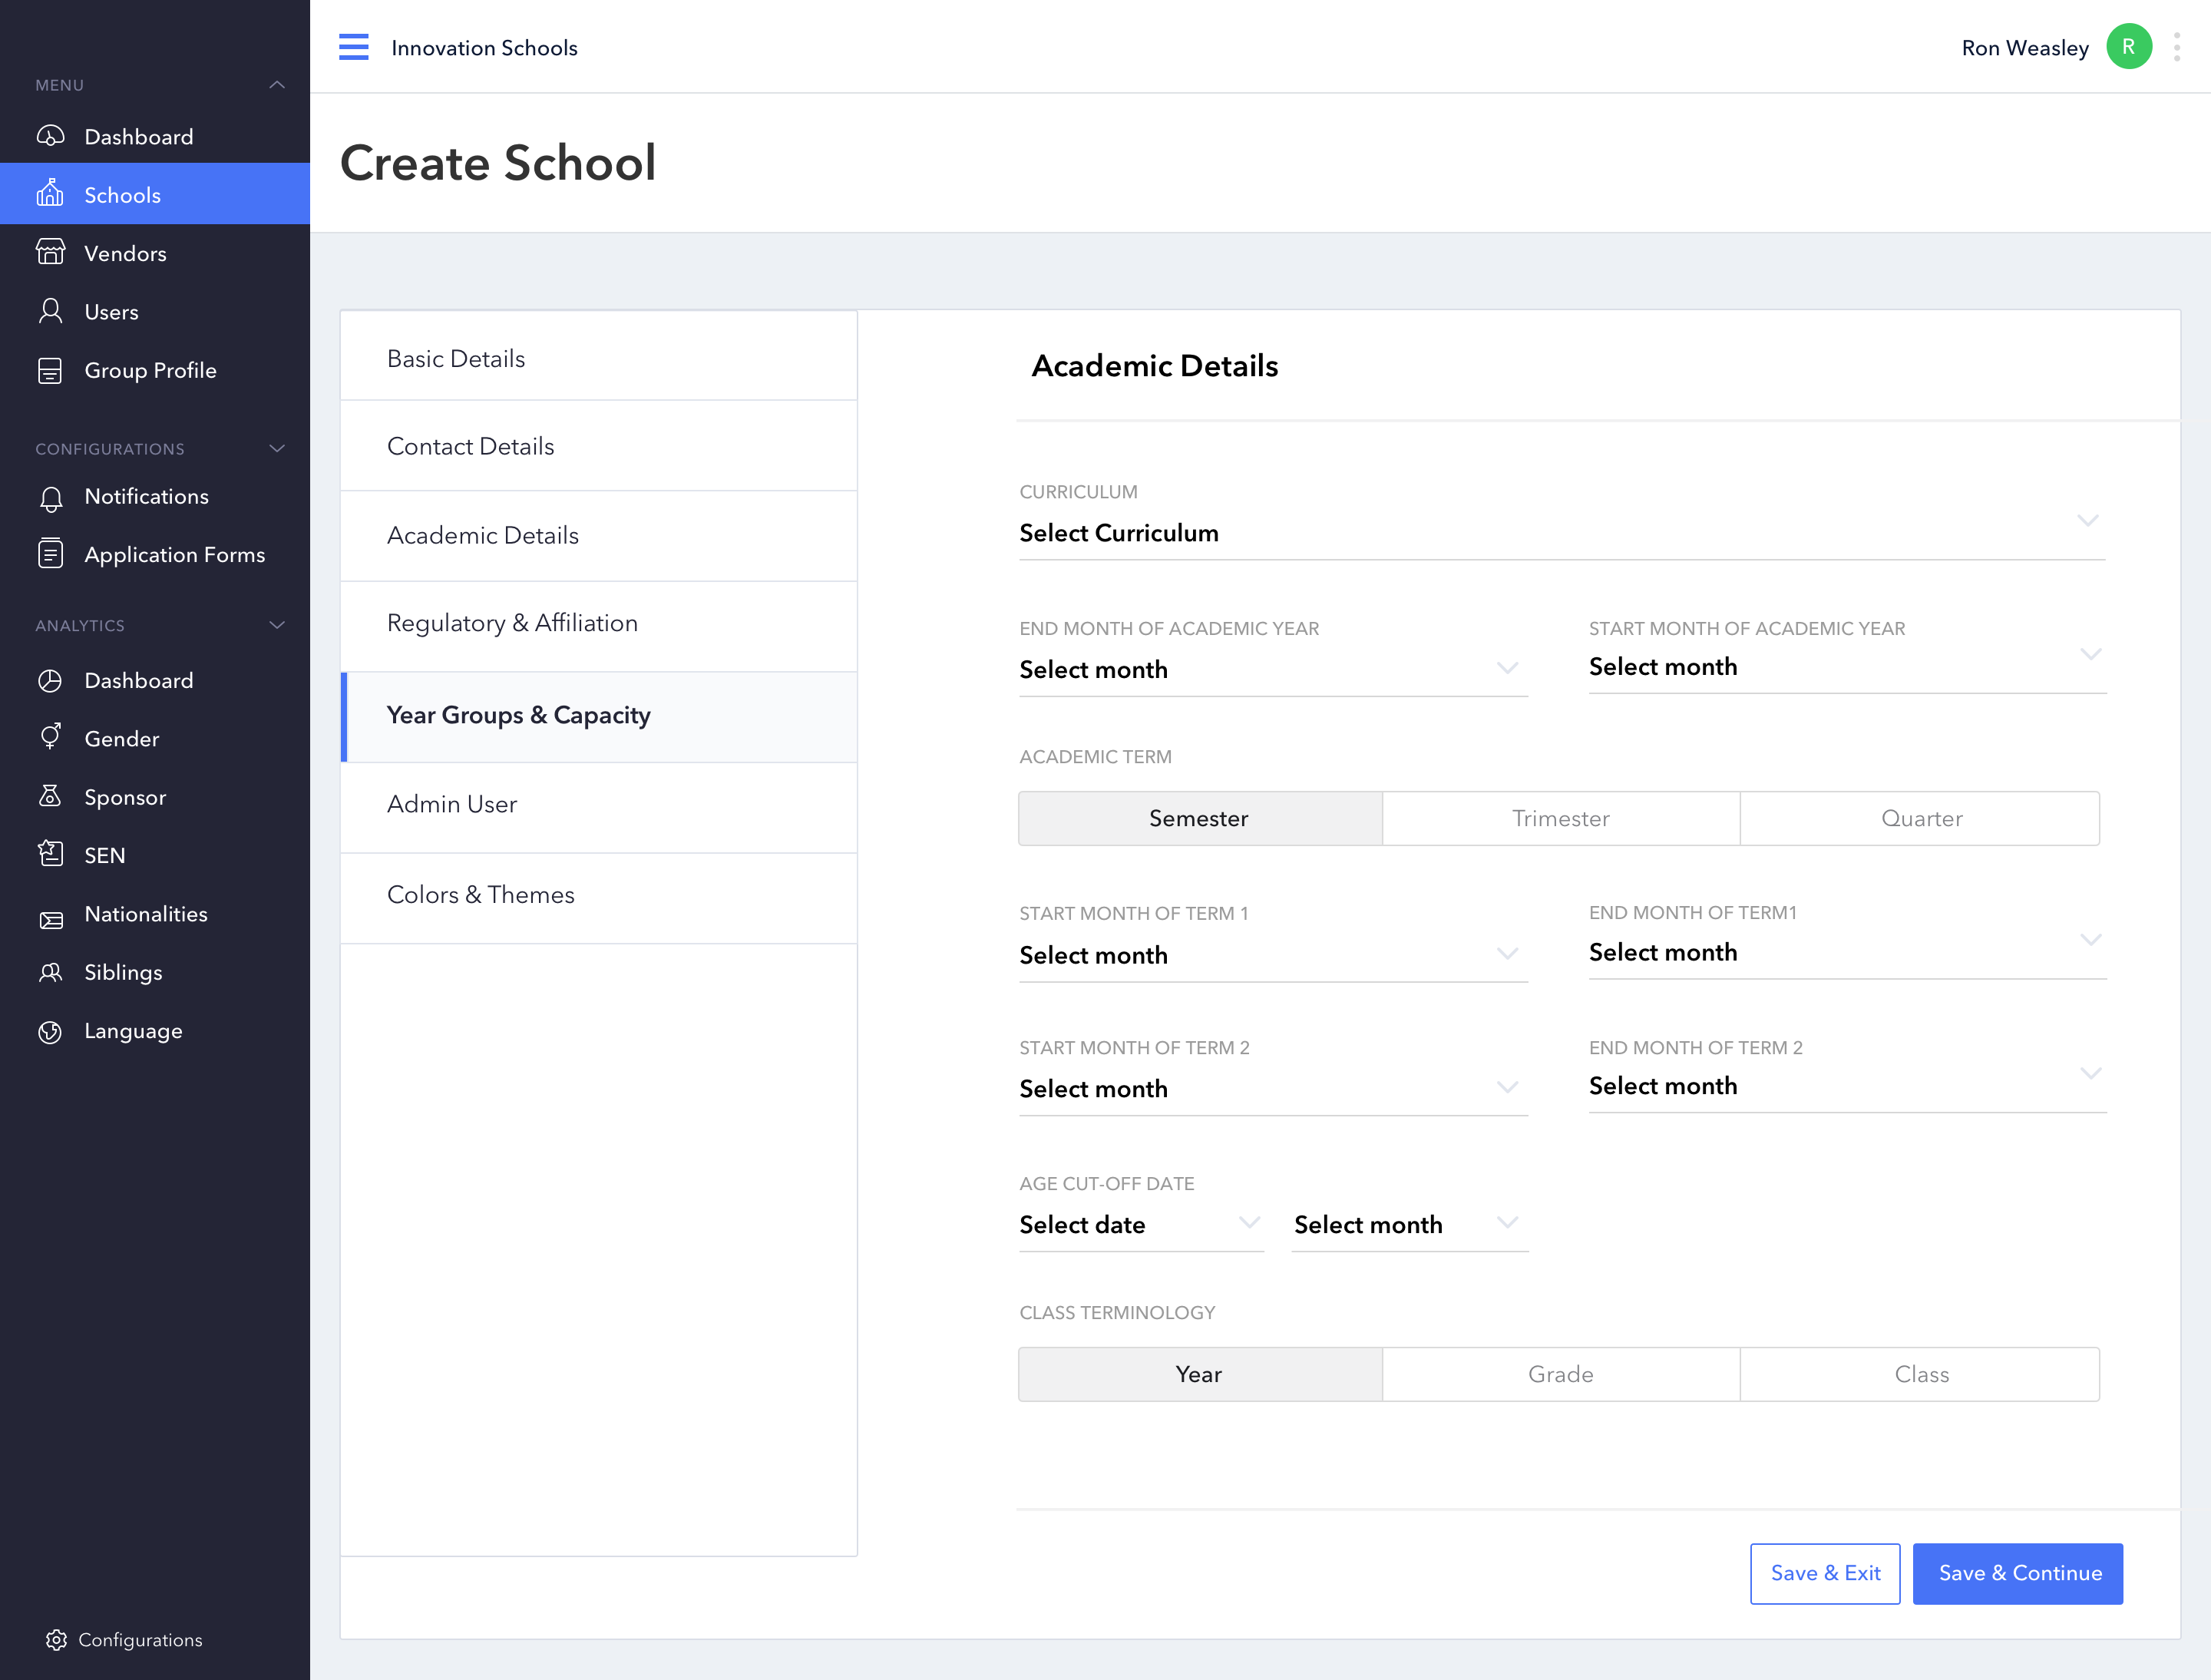 Innovation Schools
Ron Weasley
R
MENU
Dashboard
Schools
Vendors
Users
Group Profile
CONFIGURATIONS
Notifications
Application Forms
ANALYTICS
Dashboard
Gender
Sponsor
SEN
Nationalities
Siblings
Language
Configurations
Create School
Basic Details
Contact Details
Academic Details
Regulatory & Affiliation
Year Groups & Capacity
Admin User
Colors & Themes
Academic Details
CURRICULUM
Select Curriculum
END MONTH OF ACADEMIC YEAR
Select month
START MONTH OF ACADEMIC YEAR
Select month
ACADEMIC TERM
Semester
Trimester
Quarter
START MONTH OF TERM 1
Select month
END MONTH OF TERM1
Select month
START MONTH OF TERM 2
Select month
END MONTH OF TERM 2
Select month
AGE CUT-OFF DATE
Select date
Select month
CLASS TERMINOLOGY
Year
Grade
Class
Save & Exit
Save & Continue